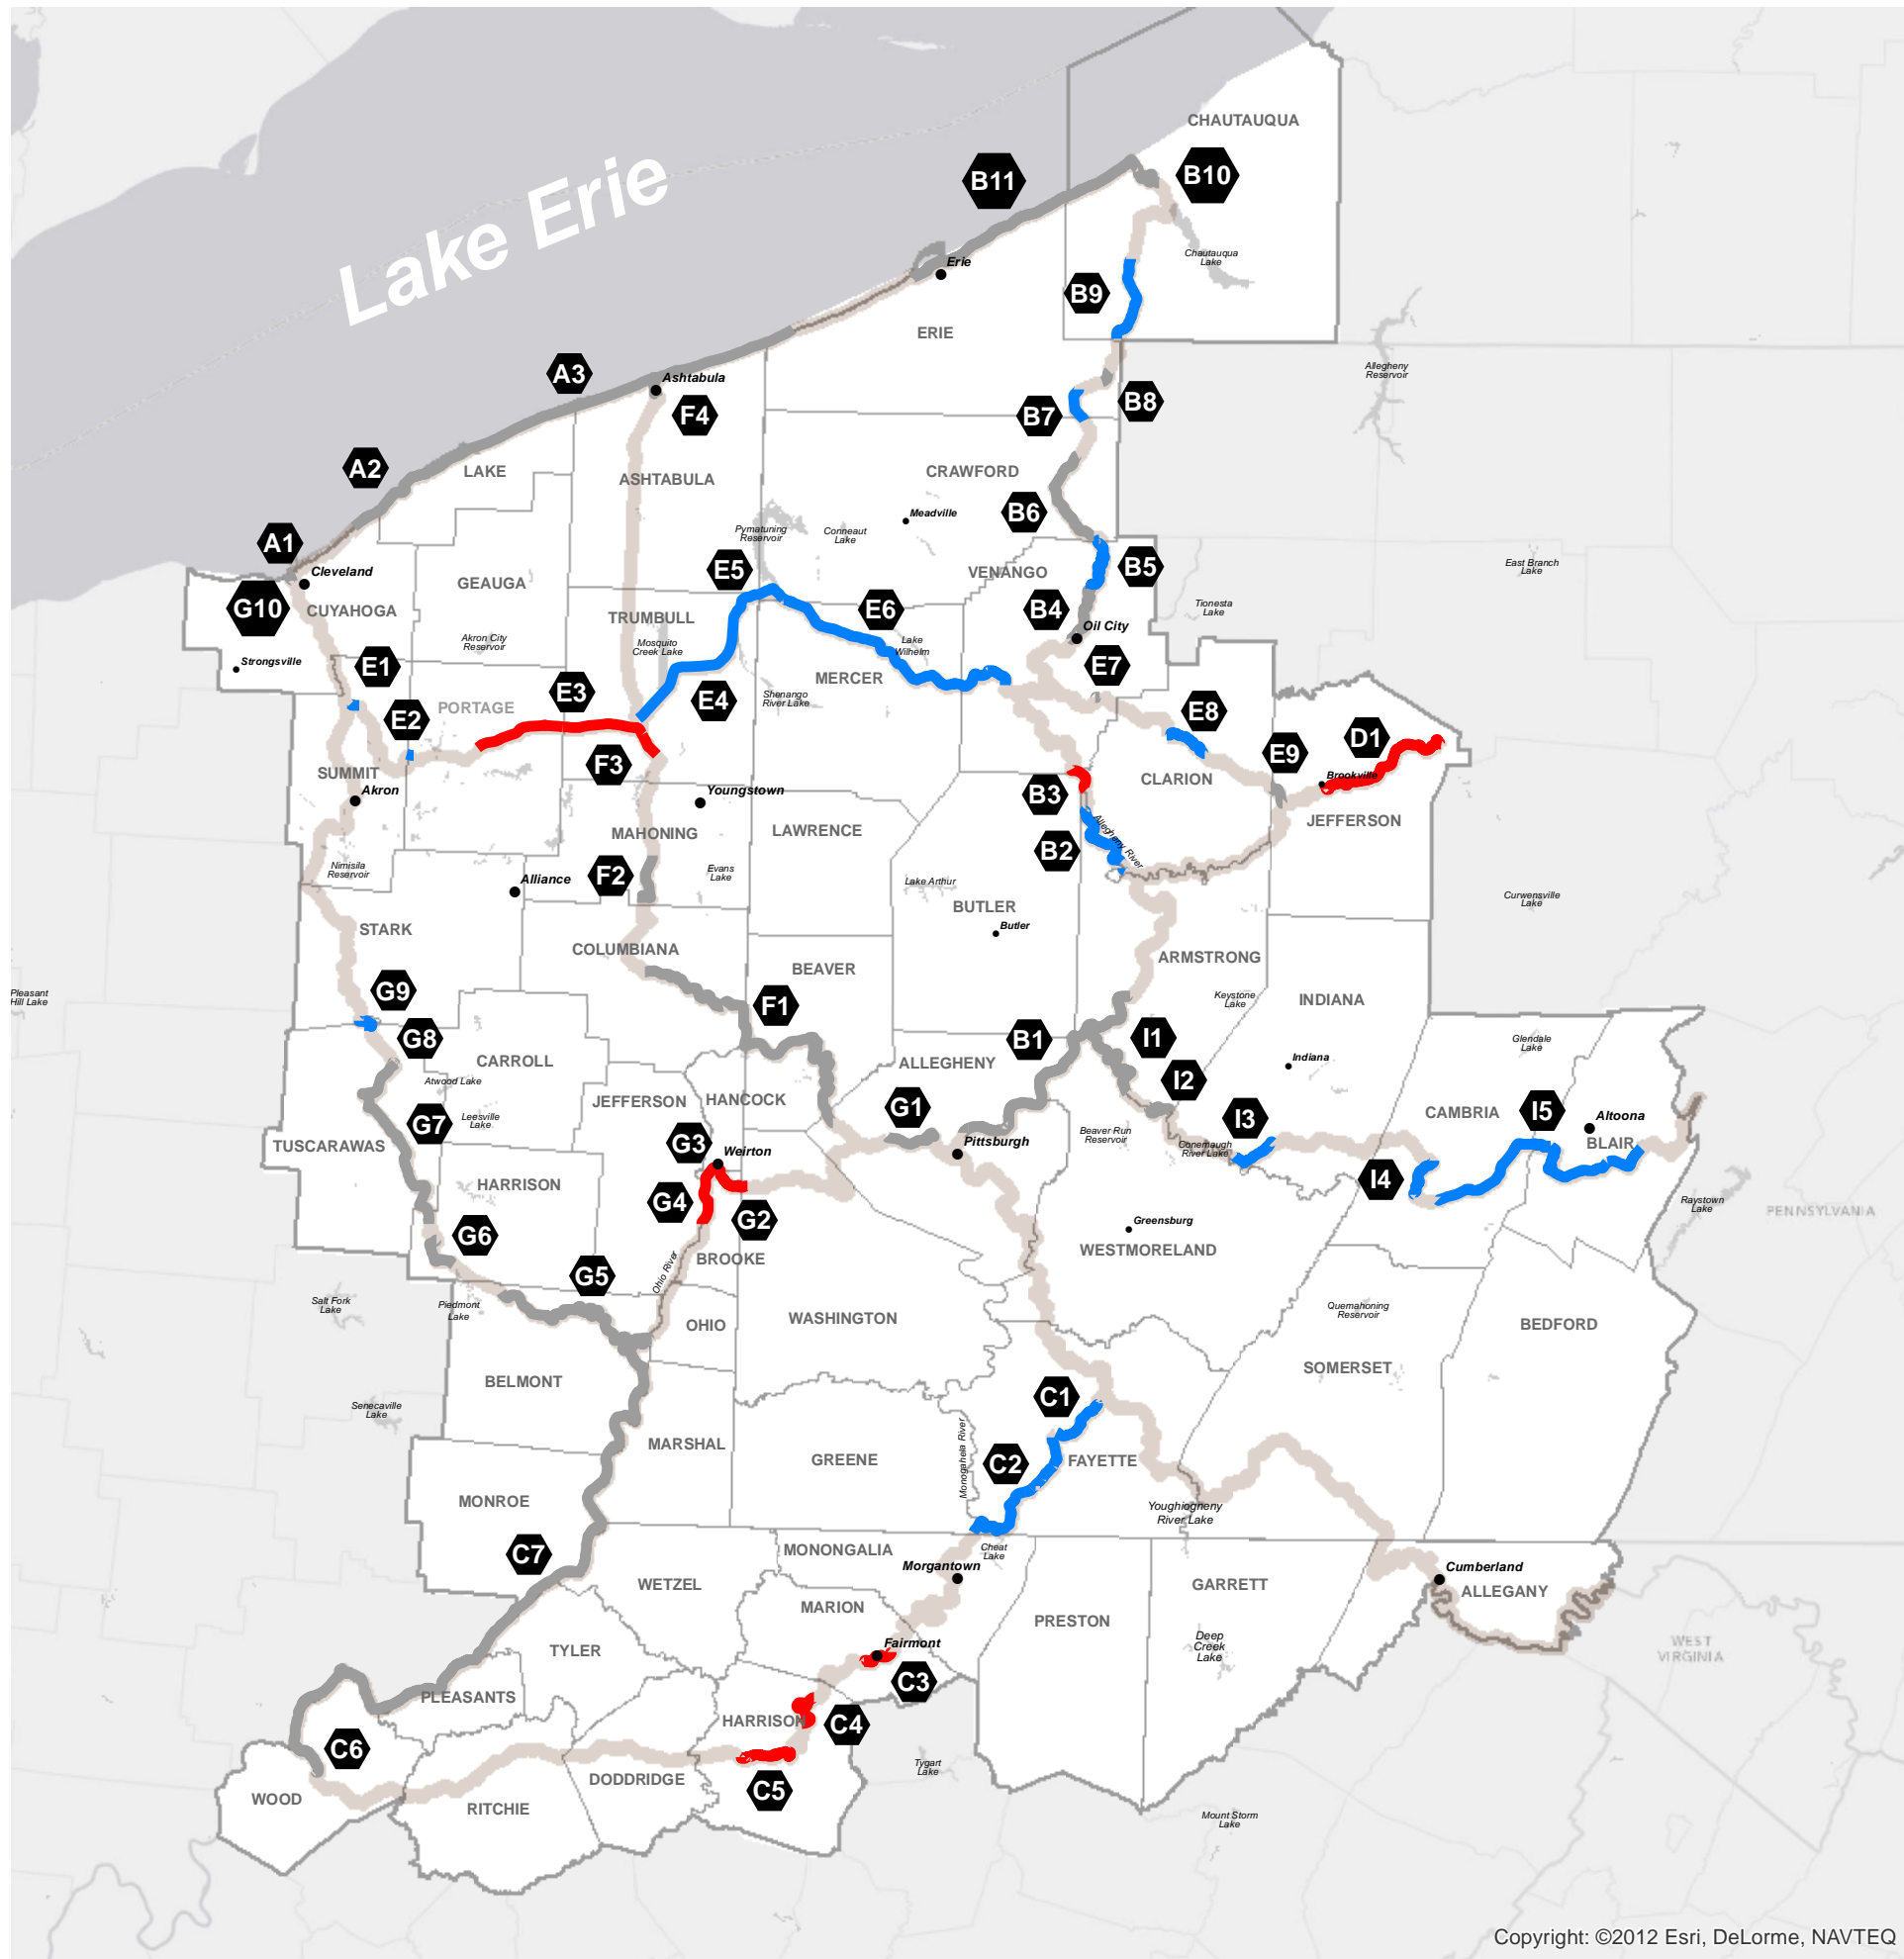 CHAUTAUQUA
B10
B11
Lake Erie
Chautauqua
Lake
Erie
B9
ERIE
A3
Ashtabula
Allegheny
Reservoir
F4
B7
B8
A2
LAKE
ASHTABULA
CRAWFORD
Meadville
B6
Pymatuning
Reservoir
Conneaut
Lake
A1
Cleveland
GEAUGA
E5
VENANGO
B5
East Branch
Lake
G10
CUYAHOGA
TRUMBULL
E6
B4
Tionesta
Lake
Oil City
Akron City
Reservoir
Mosquito
Creek Lake
Lake
Wilhelm
Strongsville
E1
E7
MERCER
E3
E4
Shenango
River Lake
PORTAGE
E2
E8
D1
E9
F3
SUMMIT
CLARION
Brookville
Akron
Youngstown
B3
JEFFERSON
MAHONING
LAWRENCE
Allegheny River
B2
Nimisila
Reservoir
F2
Evans
Lake
Alliance
Lake Arthur
Curwensville
Lake
BUTLER
STARK
Butler
COLUMBIANA
ARMSTRONG
BEAVER
G9
Pleasant
Hill Lake
Keystone
Lake
INDIANA
F1
G8
B1
I1
Glendale
Lake
CARROLL
ALLEGHENY
Indiana
Atwood Lake
I2
JEFFERSON
HANCOCK
G1
CAMBRIA
I5
Altoona
G7
Leesville
Lake
I3
TUSCARAWAS
G3
Weirton
Pittsburgh
Beaver Run
Reservoir
Conemaugh
River Lake
BLAIR
HARRISON
G4
I4
Raystown
Lake
PENNSYLVANIA
G2
Greensburg
G6
WESTMORELAND
BROOKE
G5
Ohio River
Salt Fork
Lake
Piedmont
Lake
Quemahoning
Reservoir
OHIO
WASHINGTON
BEDFORD
SOMERSET
BELMONT
C1
Senecaville
Lake
MARSHAL
Monogahela River
C2
GREENE
FAYETTE
MONROE
Youghiogneny
River Lake
C7
MONONGALIA
Cheat
Lake
Morgantown
Cumberland
WETZEL
GARRETT
ALLEGANY
MARION
PRESTON
Deep
Creek
Lake
WEST
VIRGINIA
TYLER
Fairmont
C3
PLEASANTS
HARRISON
C4
C6
Tygart
Lake
DODDRIDGE
C5
WOOD
RITCHIE
Mount Storm
Lake
Copyright: ©2012 Esri, DeLorme, NAVTEQ